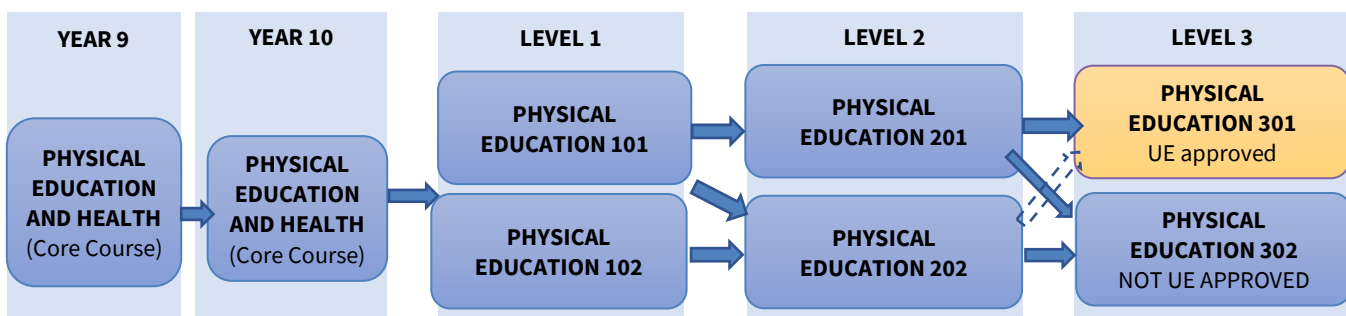 YEAR 9
YEAR 10
LEVEL 1
LEVEL 2
LEVEL 3
PHYSICAL
EDUCATION
AND HEALTH
(Core Course)
PHYSICAL
EDUCATION
AND HEALTH
(Core Course)
PHYSICAL
EDUCATION 101
PHYSICAL
EDUCATION 102
PHYSICAL
EDUCATION 201
PHYSICAL
EDUCATION 202
PHYSICAL
EDUCATION 301
UE approved
PHYSICAL
EDUCATION 302
NOT UE APPROVED